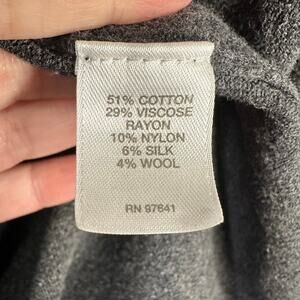 51% COTTON
29% VISCOSE
RAYON
10% NYLON
6% SILK
4% WOOL
RN 97641